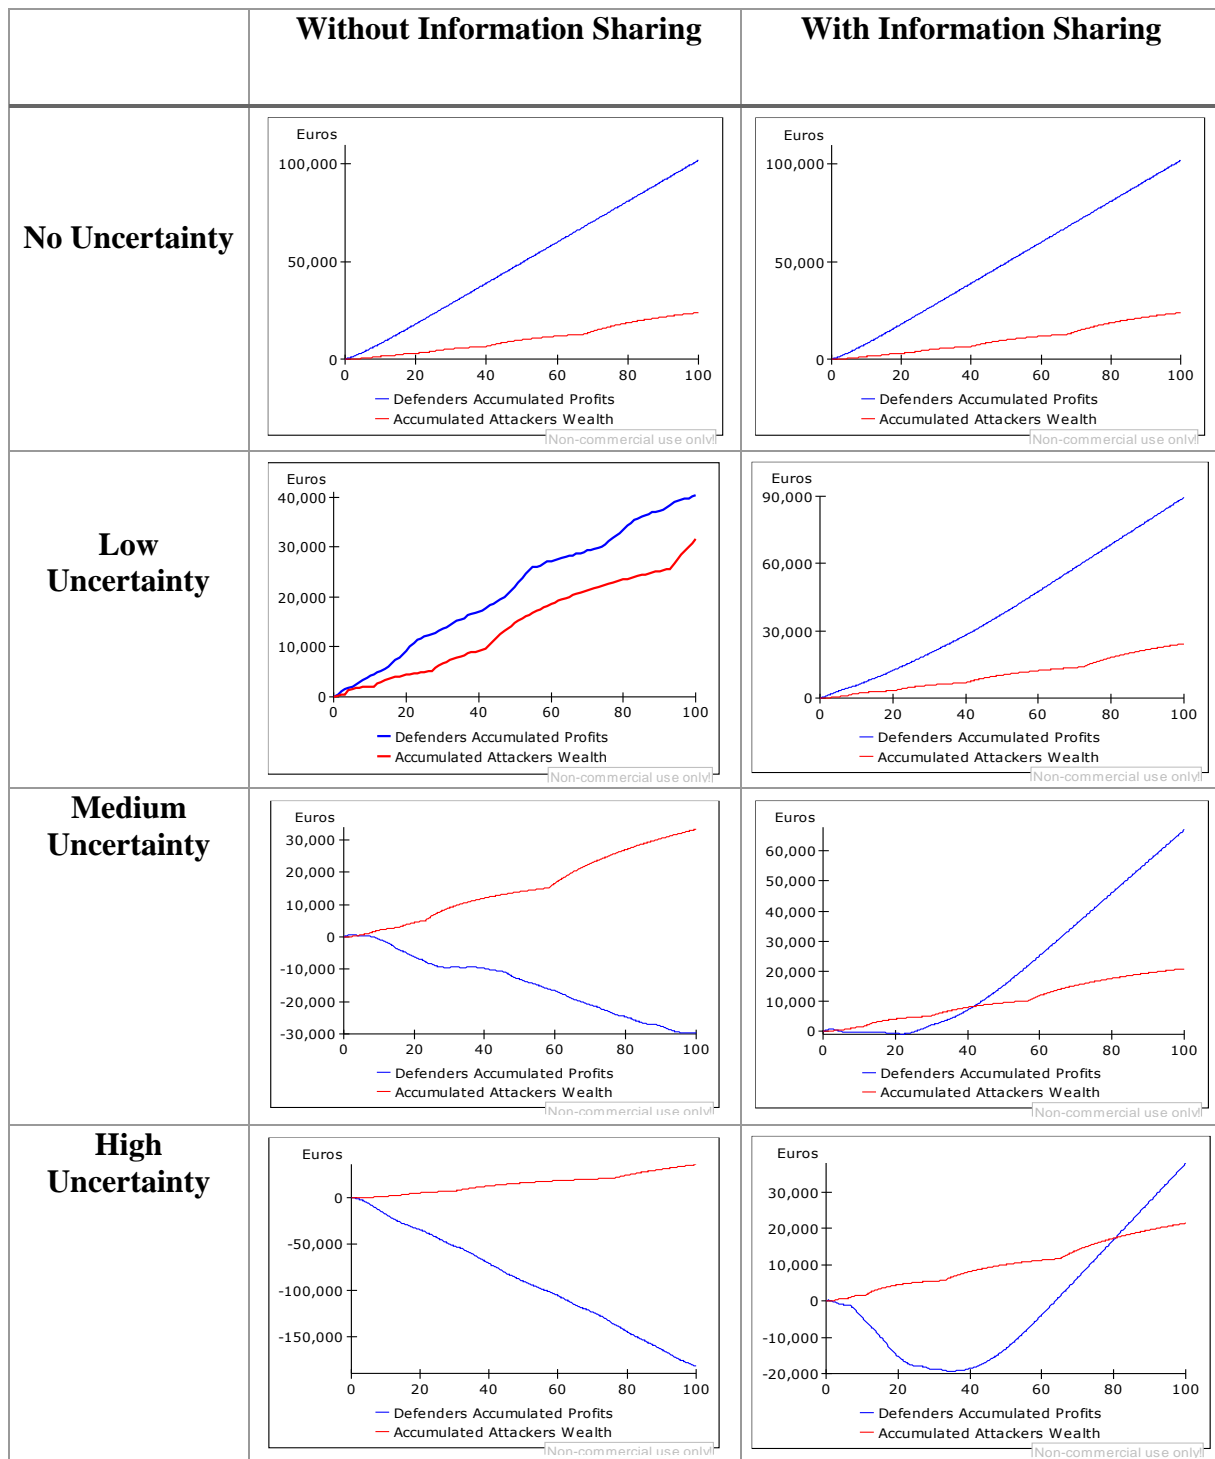 Without Information Sharing
With Information Sharing
No Uncertainty
Euros
100,000
50,000
0
0 20 40 60 80 100
Defenders Accumulated Profits
Accumulated Attackers Wealth
Non-commercial use only!
Euros
100,000
50,000
0
0 20 40 60 80 100
Defenders Accumulated Profits
Accumulated Attackers Wealth
Non-commercial use only!
Low
Uncertainty
Euros
40,000
30,000
20,000
10,000
0
0 20 40 60 80 100
Defenders Accumulated Profits
Accumulated Attackers Wealth
Non-commercial use only!
Euros
90,000
60,000
30,000
0
0 20 40 60 80 100
Defenders Accumulated Profits
Accumulated Attackers Wealth
Non-commercial use only!
Medium
Uncertainty
Euros
30,000
20,000
10,000
0
-10,000
-20,000
-30,000
0 20 40 60 80 100
Defenders Accumulated Profits
Accumulated Attackers Wealth
Non-commercial use only!
Euros
60,000
50,000
40,000
30,000
20,000
10,000
0
0 20 40 60 80 100
Defenders Accumulated Profits
Accumulated Attackers Wealth
Non-commercial use only!
High
Uncertainty
Euros
0
-50,000
-100,000
-150,000
0 20 40 60 80 100
Defenders Accumulated Profits
Accumulated Attackers Wealth
Non-commercial use only!
Euros
30,000
20,000
10,000
0
-10,000
-20,000
0 20 40 60 80 100
Defenders Accumulated Profits
Accumulated Attackers Wealth
Non-commercial use only!